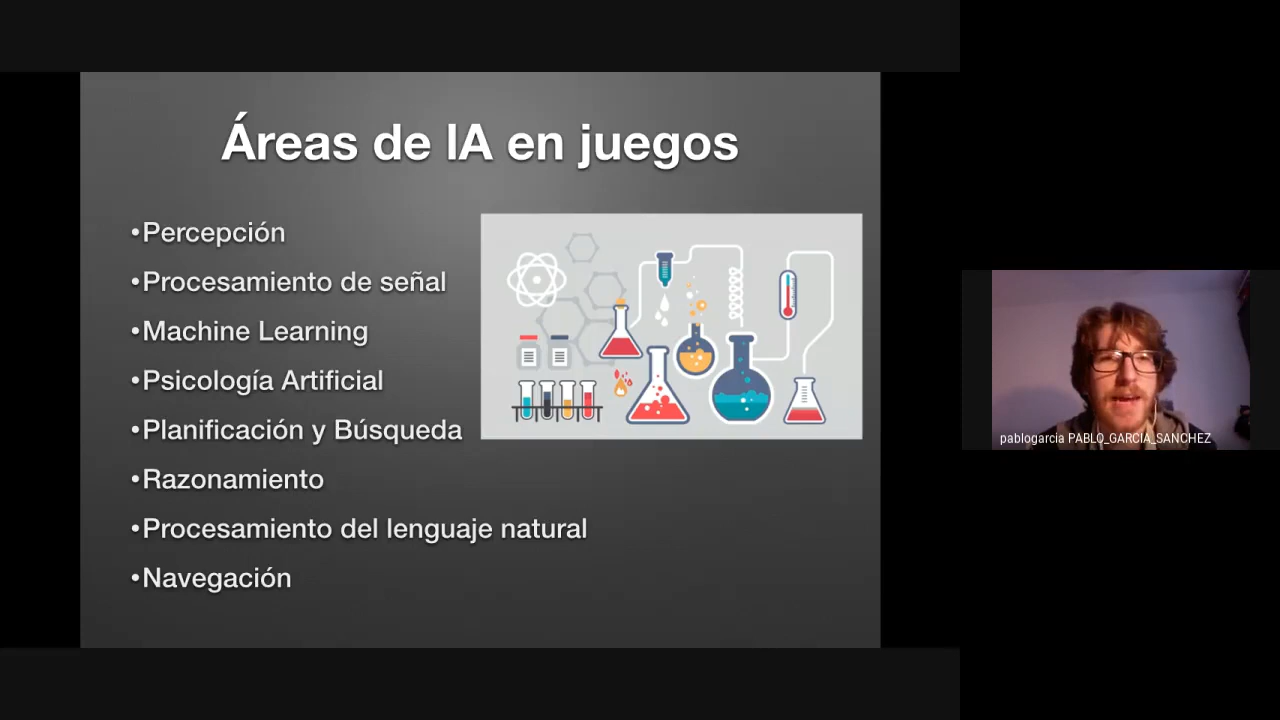 Áreas de IA en juegos
•Percepción
•Procesamiento de señal
•Machine Learning
•Psicología Artificial
•Planificación y Búsqueda
•Razonamiento
•Procesamiento del lenguaje natural
•Navegación
pablogarcia PABLO_GARCIA_SANCHEZ